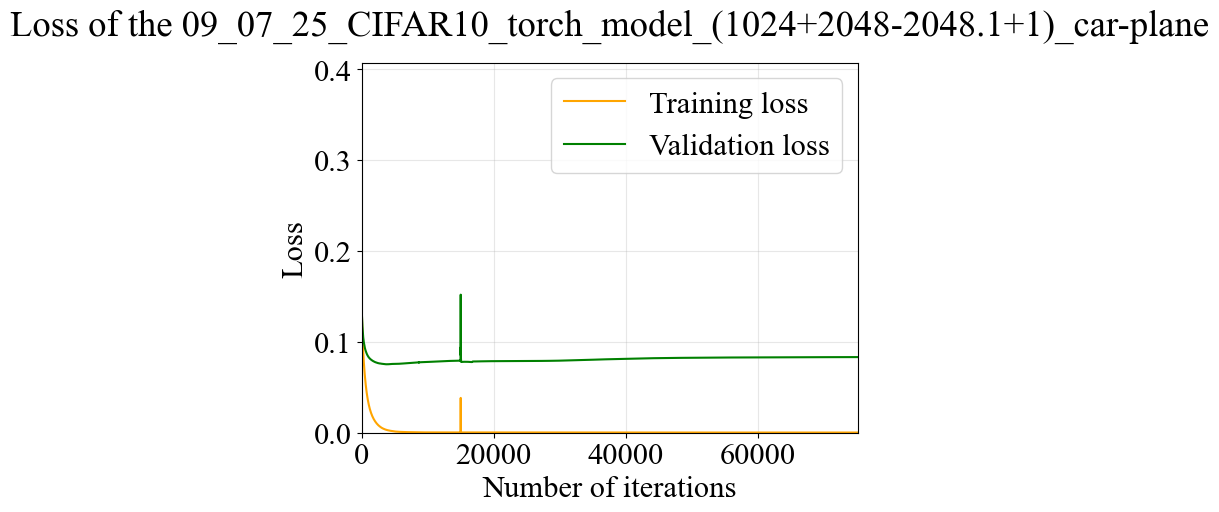 Loss of the 09_07_25_CIFAR10_torch_model_(1024+2048-2048.1+1)_car-plane
0.4
0.3
0.2
0.1
0.0
Loss
Training loss
Validation loss
0 20000 40000 60000
Number of iterations